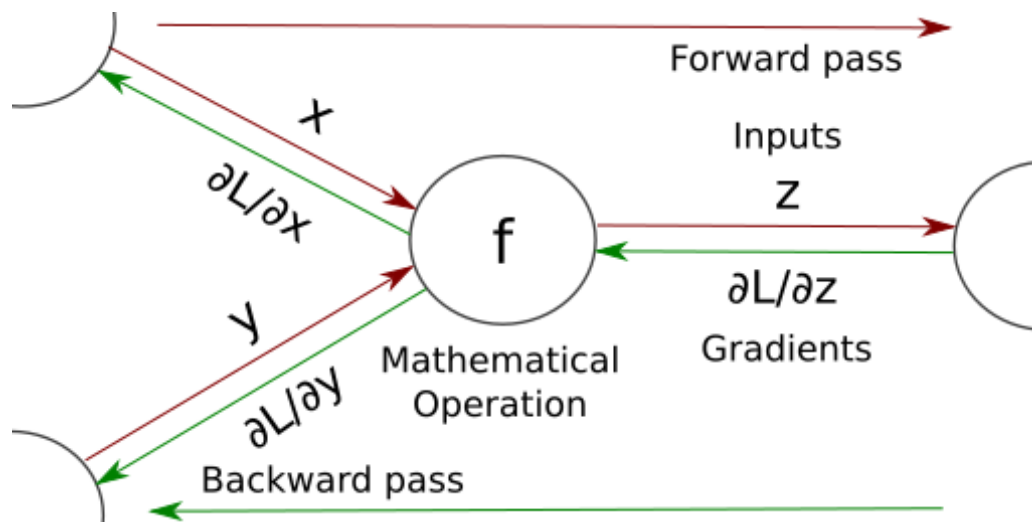 Forward pass
x
Inputs
z
∂L/∂x
f
∂L/∂z
y
Gradients
Mathematical
Operation
∂L/∂y
Backward pass